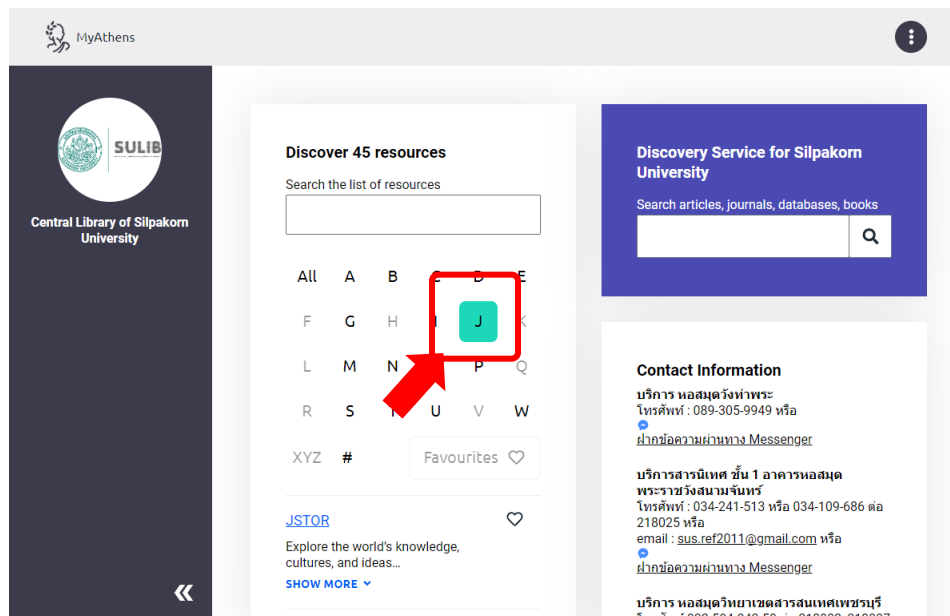 MyAthens
SULIB
Central Library of Silpakorn
University
Discover 45 resources
Search the list of resources
All A B C D E
F G H I J K
L M N P Q
R S T U V W
XYZ # Favourites
JSTOR
Explore the world's knowledge,
cultures, and ideas...
SHOW MORE
Discovery Service for Silpakorn
University
Search articles, journals, databases, books
Contact Information
บริการ หอสมุดวังท่าพระ
โทรศัพท์ : 089-305-9949 หรือ
ฝากข้อความผ่านทาง Messenger
บริการสารนิเทศ ชั้น 1 อาคารหอสมุด
พระราชวังสนามจันทร์
โทรศัพท์ : 034-241-513 หรือ 034-109-686 ต่อ
218025 หรือ
email : sus.ref2011@gmail.com หรือ
ฝากข้อความผ่านทาง Messenger
บริการ หอสมุดวิทยาเขตสารสนเทศเพชรบุรี